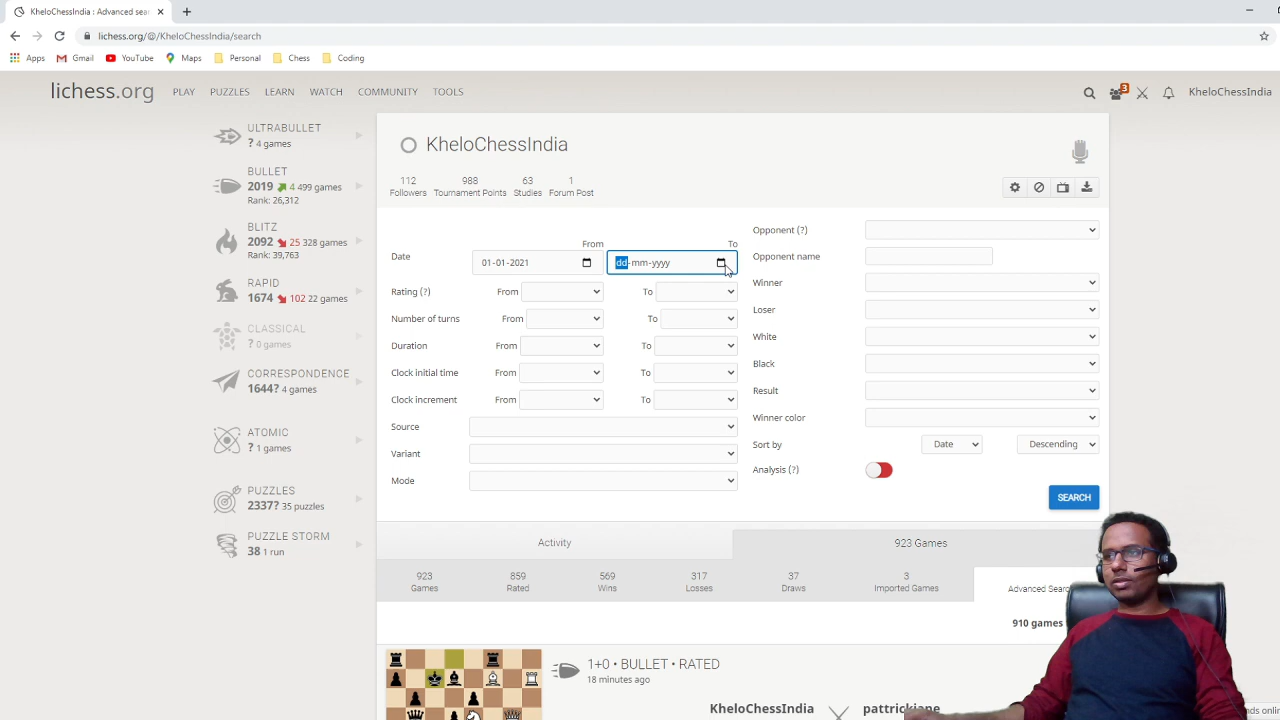 KheloChessIndia : Advanced sea
lichess.org/@/KheloChessIndia/search
Apps Gmail YouTube Maps Personal Chess Coding
lichess.org PLAY PUZZLES LEARN WATCH COMMUNITY TOOLS 3 KheloChessIndia
ULTRABULLET
? 4 games
BULLET
2019 4 499 games
Rank: 26,312
BLITZ
2092 25 328 games
Rank: 39,763
RAPID
1674 102 22 games
CLASSICAL
? 0 games
CORRESPONDENCE
1644? 4 games
ATOMIC
? 1 games
PUZZLES
2337? 35 puzzles
PUZZLE STORM
38 1 run
KheloChessIndia
112 988 63 1
Followers Tournament Points Studies Forum Post
From To
Date 01-01-2021 dd-mm-yyyy
Rating (?) From To
Number of turns From To
Duration From To
Clock initial time From To
Clock increment From To
Source
Variant
Mode
Opponent (?)
Opponent name
Winner
Loser
White
Black
Result
Winner color
Sort by Date Descending
Analysis (?)
SEARCH
Activity 923 Games
923 859 569 317 37 3
Games Rated Wins Losses Draws Imported Games Advanced Searc
910 games
1+0 • BULLET • RATED
18 minutes ago
KheloChessIndia pattrickjane